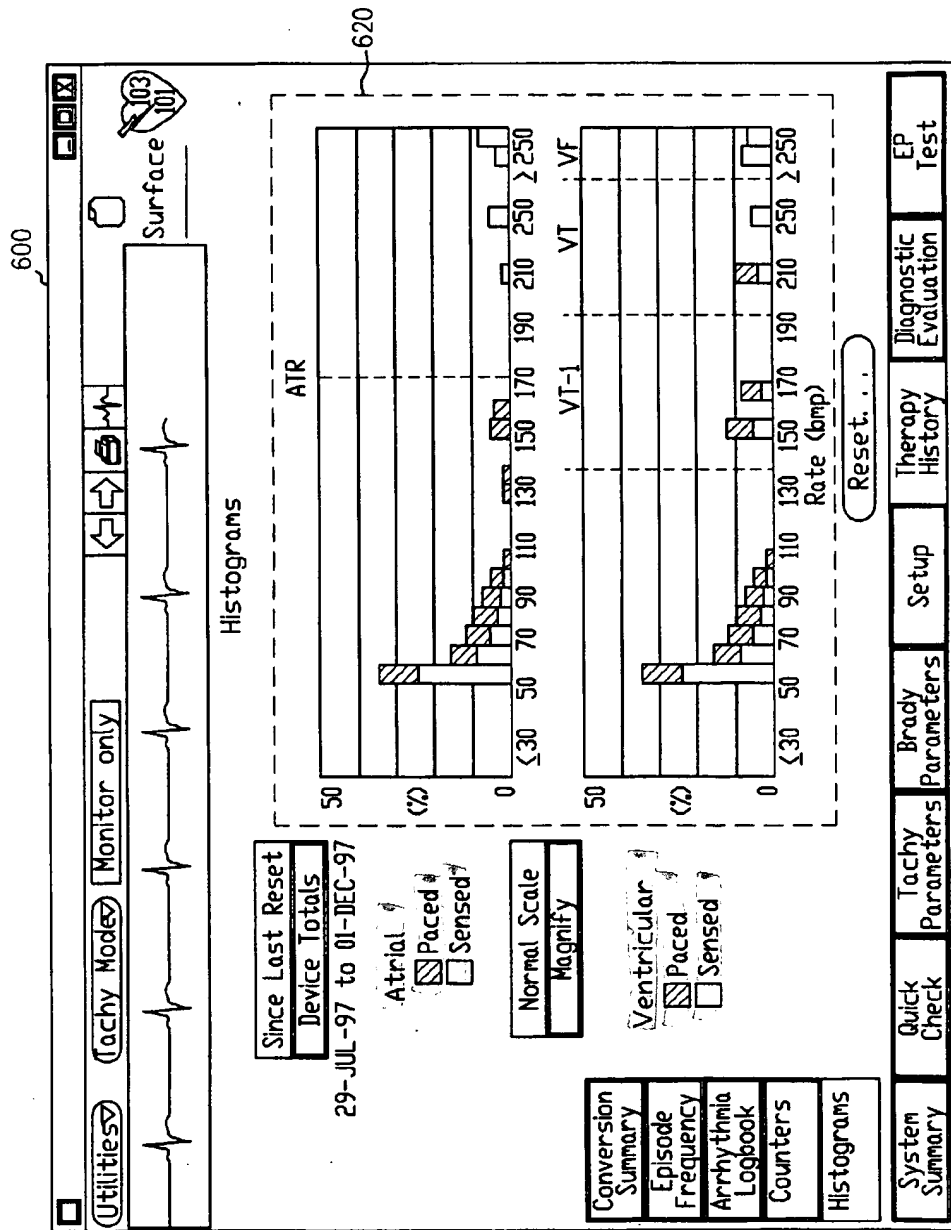 600
Utilities Tachy Mode Monitor only
Surface
103
101
Histograms
Since Last Reset
Device Totals
29-JUL-97 to 01-DEC-97
Atrial
Paced
Sensed
Normal Scale
Magnify
Ventricular
Paced
Sensed
620
ATR
50
(%)
0
≤30 50 70 90 110 130 150 170 190 210 250 ≥250
VT-1 VT VF
50
(%)
0
≤30 50 70 90 110 130 150 170 190 210 250 ≥250
Rate (bmp)
Reset...
Conversion
Summary
Episode
Frequency
Arrhythmia
Logbook
Counters
Histograms
System
Summary
Quick
Check
Tachy
Parameters
Brady
Parameters
Setup
Therapy
History
Diagnostic
Evaluation
EP
Test